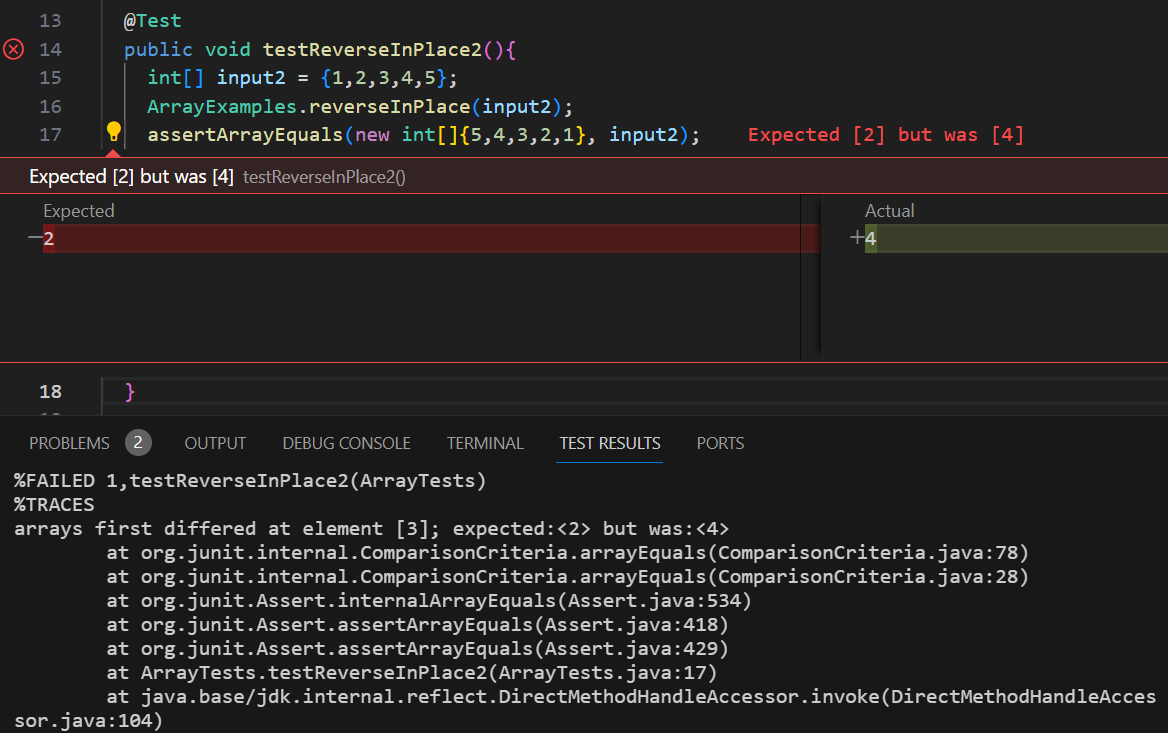 13 @Test
14 public void testReverseInPlace2(){
15 int[] input2 = {1,2,3,4,5};
16 ArrayExamples.reverseInPlace(input2);
17 assertArrayEquals(new int[]{5,4,3,2,1}, input2); Expected [2] but was [4]
Expected [2] but was [4] testReverseInPlace2()
Expected Actual
—2 +4
18 }
PROBLEMS 2 OUTPUT DEBUG CONSOLE TERMINAL TEST RESULTS PORTS
%FAILED 1,testReverseInPlace2(ArrayTests)
%TRACES
arrays first differed at element [3]; expected:<2> but was:<4>
at org.junit.internal.ComparisonCriteria.arrayEquals(ComparisonCriteria.java:78)
at org.junit.internal.ComparisonCriteria.arrayEquals(ComparisonCriteria.java:28)
at org.junit.Assert.internalArrayEquals(Assert.java:534)
at org.junit.Assert.assertArrayEquals(Assert.java:418)
at org.junit.Assert.assertArrayEquals(Assert.java:429)
at ArrayTests.testReverseInPlace2(ArrayTests.java:17)
at java.base/jdk.internal.reflect.DirectMethodHandleAccessor.invoke(DirectMethodHandleAcces
sor.java:104)